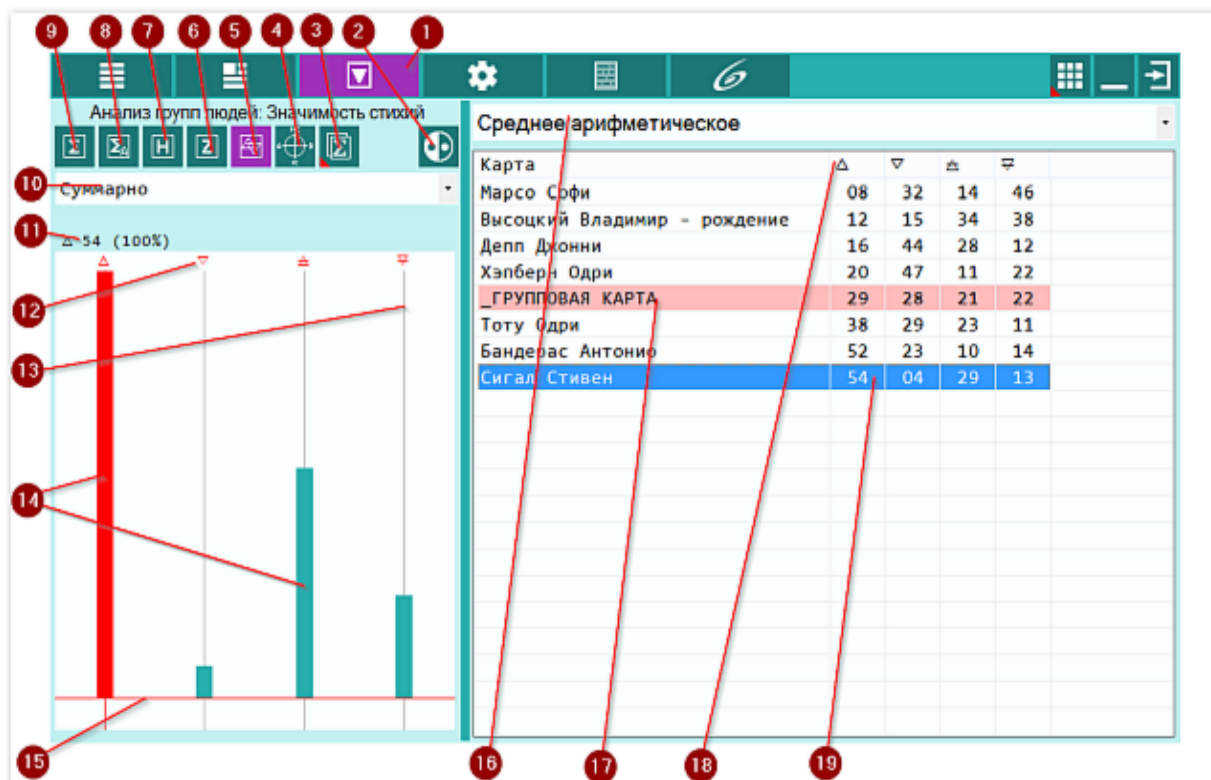 9 8 7 6 5 4 3 2 1
Анализ групп людей: Значимость стихий
Среднее арифметическое
Σ Σ H Z Σ
Карта △ ▽
10 Суммарно
Марсо Софи 08 32 14 46
Высоцкий Владимир - рождение 12 15 34 38
11 △ 54 (100%)
Депп Джонни 16 44 28 12
Хэпберн Одри 20 47 11 22
_ГРУППОВАЯ КАРТА 29 28 21 22
12
Тоту Одри 38 29 23 11
Бандерас Антонио 52 23 10 14
13
Сигал Стивен 54 04 29 13
14
15 16 17 18 19